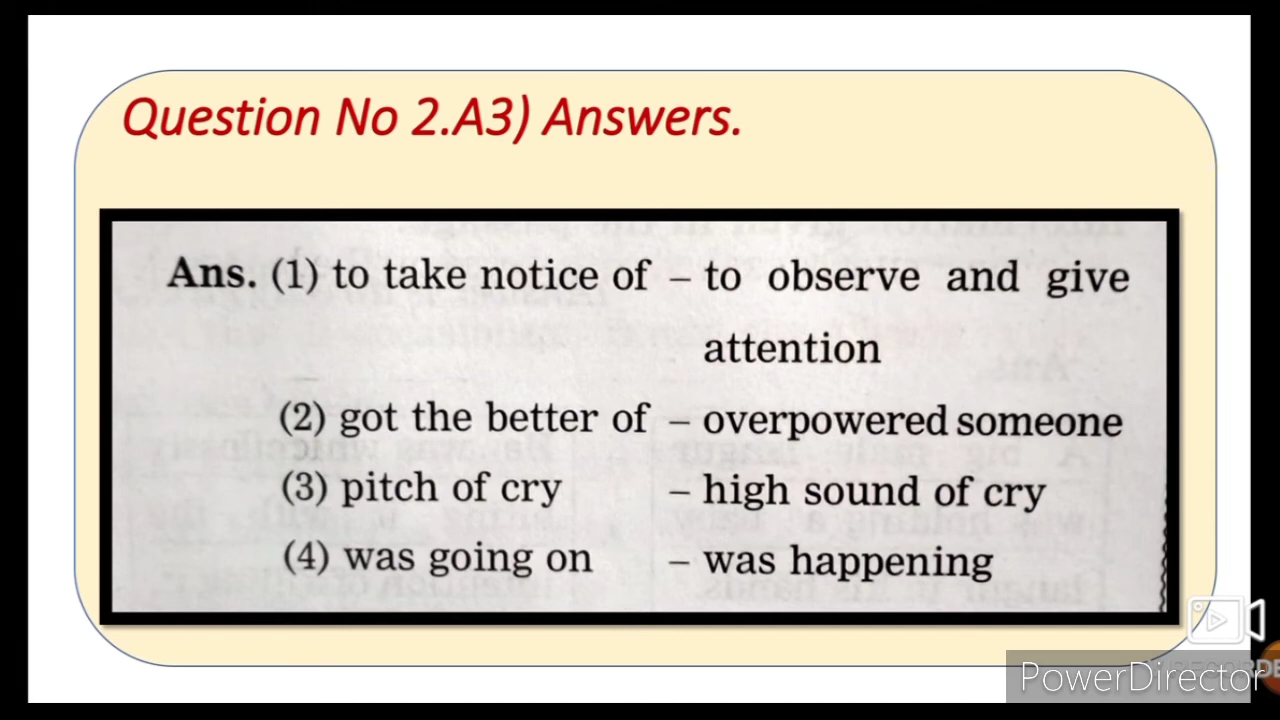 Question No 2.A3) Answers.
Ans. (1) to take notice of – to observe and give
attention
(2) got the better of – overpowered someone
(3) pitch of cry – high sound of cry
(4) was going on – was happening
PowerDirector